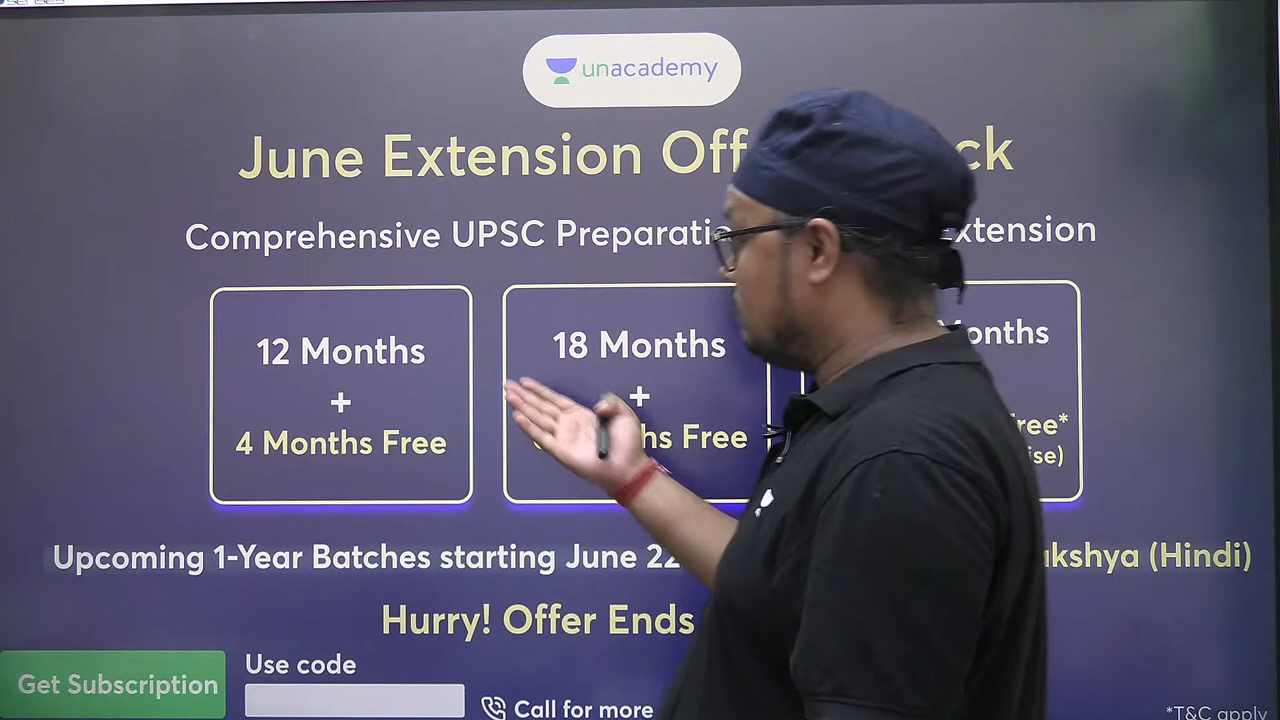 unacademy
June Extension Off ck
Comprehensive UPSC Preparati xtension
12 Months
+
4 Months Free
18 Months
+
hs Free
onths
ree*
ise)
Upcoming 1-Year Batches starting June 22 kshya (Hindi)
Hurry! Offer Ends
Get Subscription
Use code
Call for more
*T&C apply